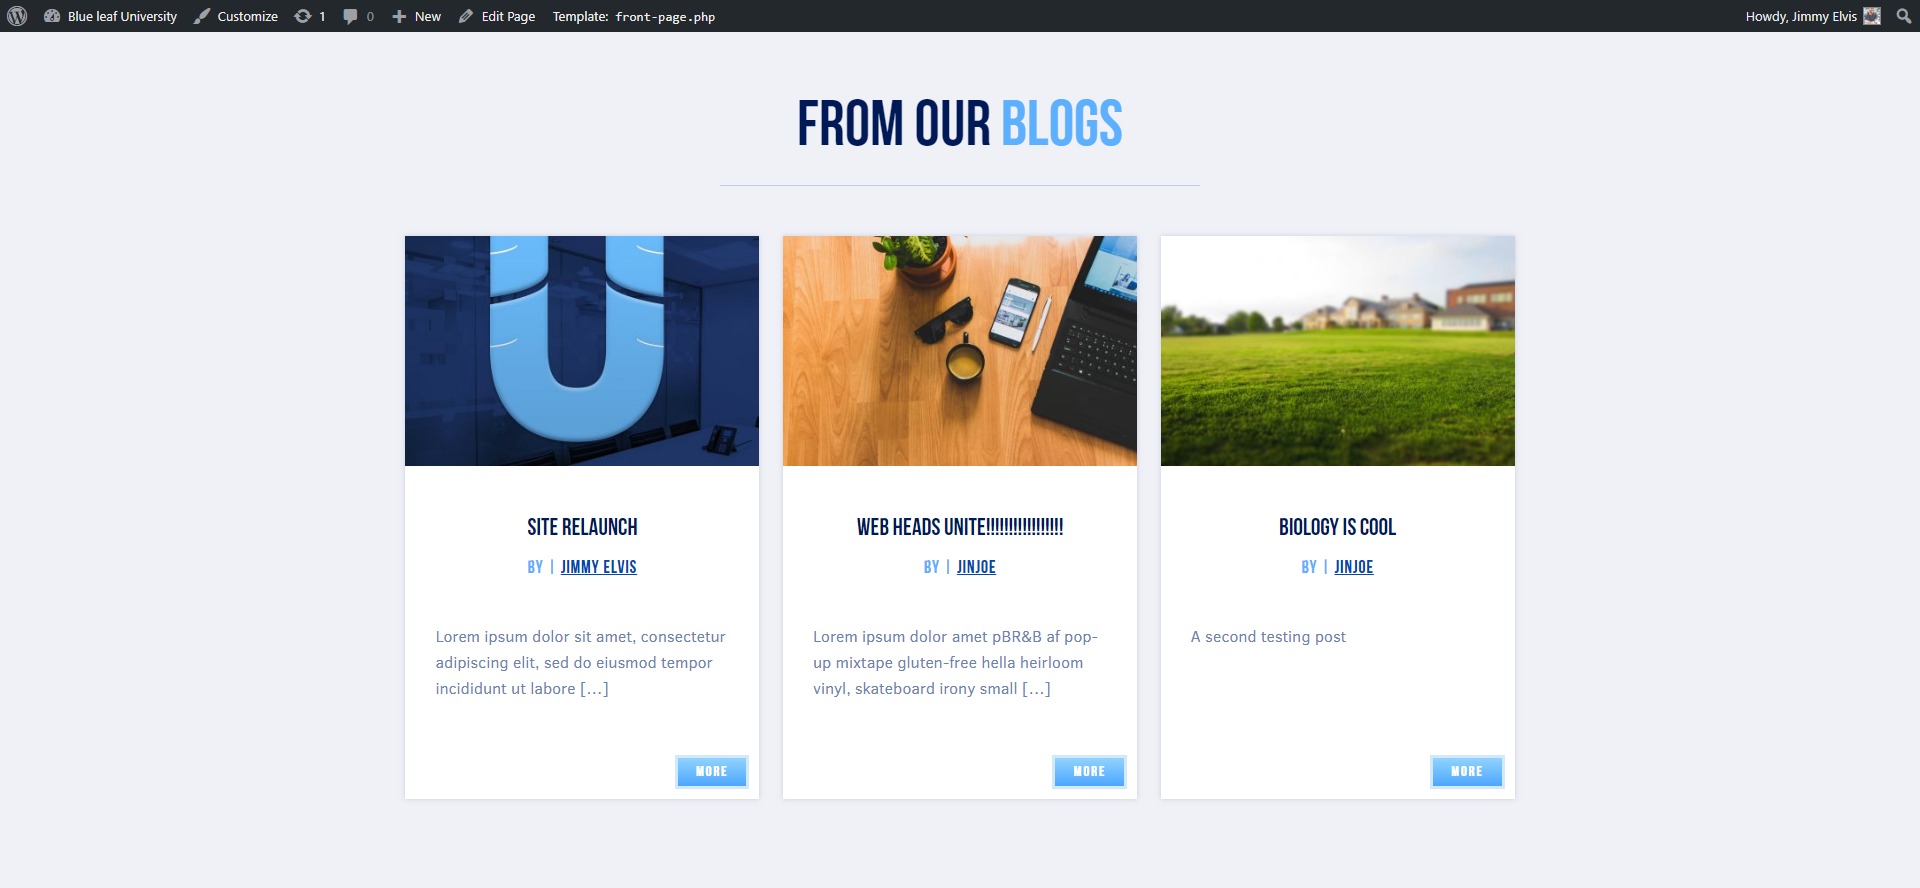 Blue leaf University Customize 1 0 New Edit Page Template: front-page.php Howdy, Jimmy Elvis
FROM OUR BLOGS
U
SITE RELAUNCH
BY | JIMMY ELVIS
Lorem ipsum dolor sit amet, consectetur
adipiscing elit, sed do eiusmod tempor
incididunt ut labore […]
MORE
WEB HEADS UNITE!!!!!!!!!!!!!!!!!
BY | JINJOE
Lorem ipsum dolor amet pBR&B af pop-
up mixtape gluten-free hella heirloom
vinyl, skateboard irony small […]
MORE
BIOLOGY IS COOL
BY | JINJOE
A second testing post
MORE